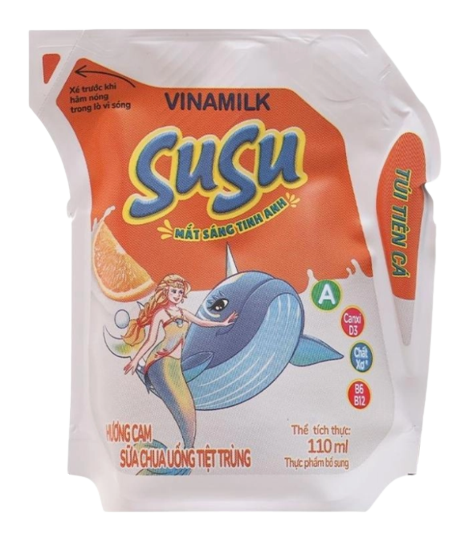 Xé trước khi
hâm nóng
trong lò vi sóng
VINAMILK
SuSu
MẮT SÁNG TINH ANH
TÚI TIÊN CÁ
A
Canxi
D3
Chất
Xơ
B6
B12
HƯƠNG CAM
SỮA CHUA UỐNG TIỆT TRÙNG
Thể tích thực:
110 ml
Thực phẩm bổ sung